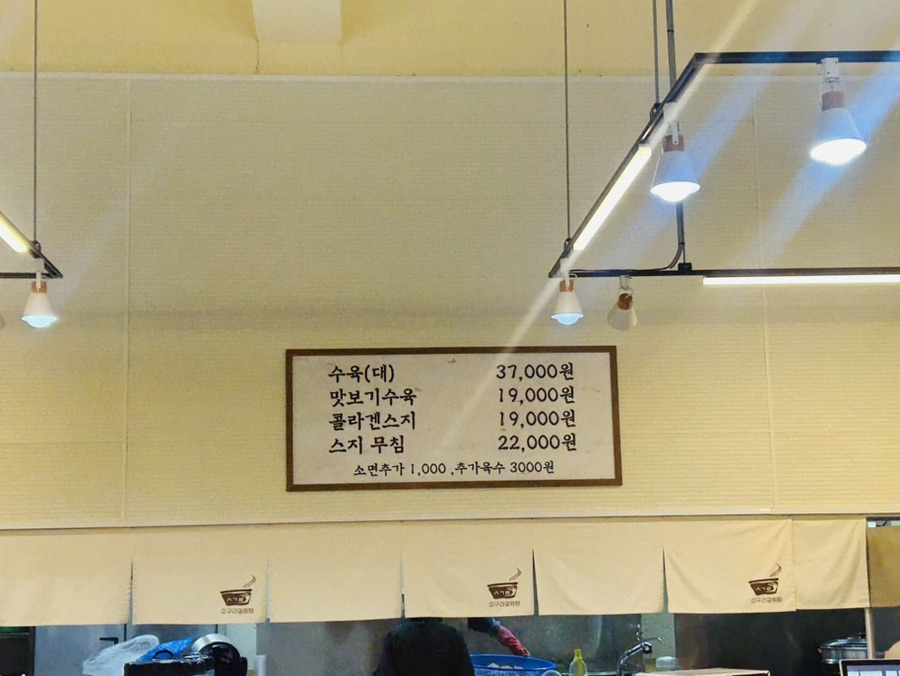 수육(대) 37,000원
맛보기수육 19,000원
콜라겐스지 19,000원
스지 무침 22,000원
소면추가 1,000 ,추가육수 3000원